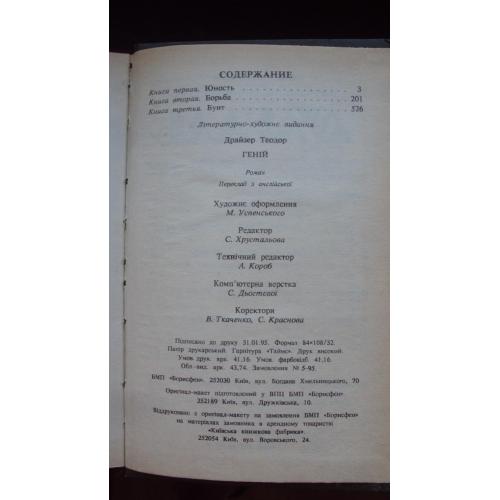 СОДЕРЖАНИЕ
Книга первая. Юность . . . . . . . . . . . . . . 3
Книга вторая. Борьба . . . . . . . . . . . . . . 201
Книга третия. Бунт . . . . . . . . . . . . . . 526
Літературно-художнє видання
Драйзер Теодор
ГЕНІЙ
Роман
Переклад з англійської
Художнє оформлення
М. Успенського
Редактор
С. Хрустальова
Технічний редактор
А. Короб
Комп'ютерна верстка
С. Дьостєвої
Коректори
В. Ткаченко, С. Краснова
Підписано до друку 31.01.95. Формат 84×108/32.
Папір друкарський. Гарнітура «Таймс». Друк високий.
Умов друк. арк. 41,16. Умов. фарбовідб. 41,16.
Обл.-вид. арк. 43,74. Замовлення № 5-95.
БМП «Борисфен». 252030 Київ, вул. Богдана Хмельницького, 70
Оригінал-макет підготовлений у ВПЦ БМП «Борисфен»
252189 Київ, вул. Дружківська, 10.
Віддруковано з оригінал-макету на замовлення БМП «Борисфен»
на матеріалах замовника в орендному товаристві
«Київська книжкова фабрика».
252054 Київ, вул. Воровського, 24.